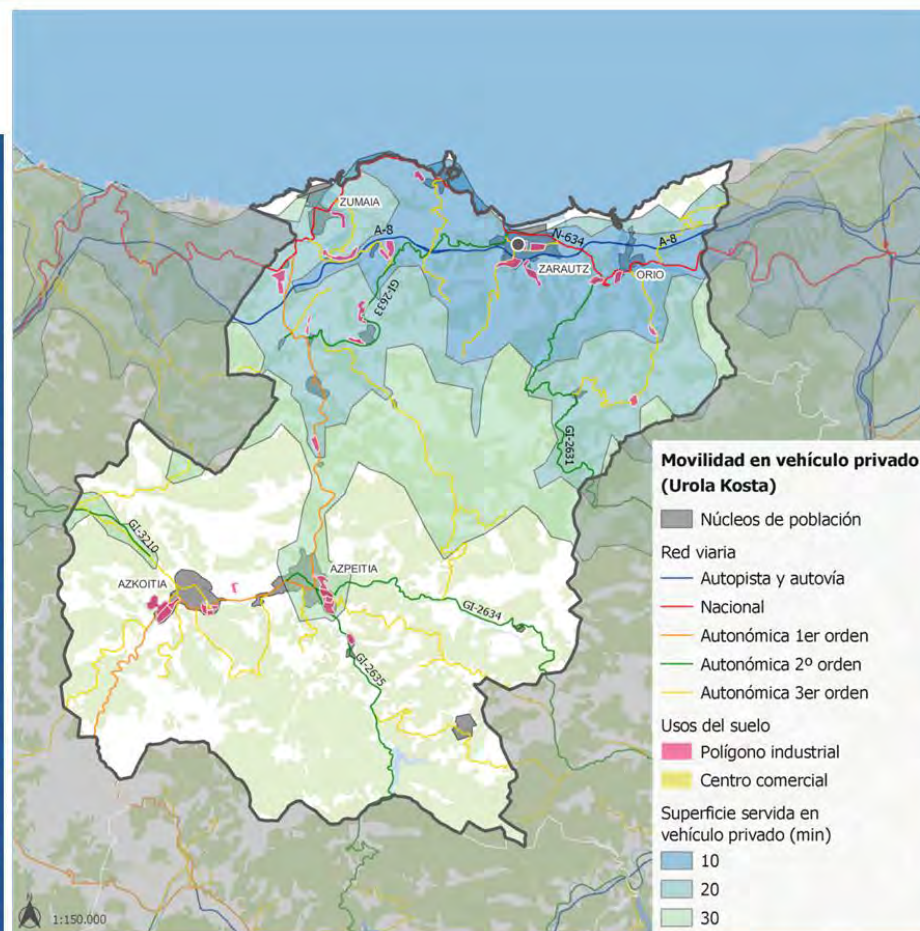 ZUMAIA
A-8
N-634
A-8
ZARAUTZ
ORIO
GI-2633
GI-2631
GI-3210
AZKOITIA
AZPEITIA
GI-2634
GI-2635
Movilidad en vehículo privado
(Urola Kosta)
Núcleos de población
Red viaria
Autopista y autovía
Nacional
Autonómica 1er orden
Autonómica 2º orden
Autonómica 3er orden
Usos del suelo
Polígono industrial
Centro comercial
Superficie servida en
vehículo privado (min)
10
20
30
N
1:150.000